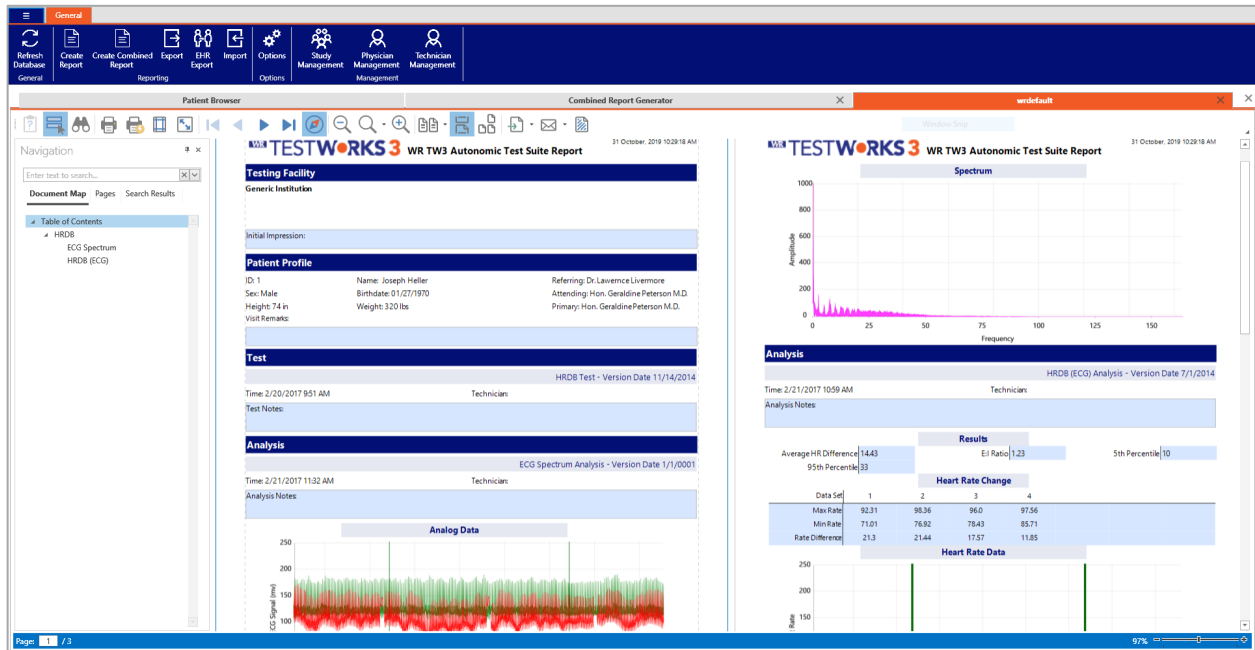 General
Refresh Database
Create Report
Create Combined Report
Export
EHR Export
Import
Options
Study Management
Physician Management
Technician Management
General
Reporting
Options
Management
Patient Browser
Combined Report Generator
wrdefault
Window Snip
Navigation
Enter text to search...
Document Map Pages Search Results
Table of Contents
HRDB
ECG Spectrum
HRDB (ECG)
WR TESTWORKS 3 WR TW3 Autonomic Test Suite Report
31 October, 2019 10:29:18 AM
Testing Facility
Generic Institution
Initial Impression:
Patient Profile
ID: 1 Name: Joseph Heller Referring: Dr. Lawernce Livermore
Sex: Male Birthdate: 01/27/1970 Attending: Hon. Geraldine Peterson M.D.
Height: 74 in Weight: 320 lbs Primary: Hon. Geraldine Peterson M.D.
Visit Remarks:
Test
HRDB Test - Version Date 11/14/2014
Time: 2/20/2017 9:51 AM Technician:
Test Notes:
Analysis
ECG Spectrum Analysis - Version Date 1/1/0001
Time: 2/21/2017 11:32 AM Technician:
Analysis Notes:
Analog Data
250
200
150
100
ECG Signal (mv)
WR TESTWORKS 3 WR TW3 Autonomic Test Suite Report
31 October, 2019 10:29:18 AM
Spectrum
1000
800
600
400
200
0
Amplitude
0 25 50 75 100 125 150
Frequency
Analysis
HRDB (ECG) Analysis - Version Date 7/1/2014
Time: 2/21/2017 10:59 AM Technician:
Analysis Notes:
Results
Average HR Difference 14.43 E:I Ratio 1.23 5th Percentile 10
95th Percentile 33
Heart Rate Change
Data Set 1 2 3 4
Max Rate 92.31 98.36 96.0 97.56
Min Rate 71.01 76.92 78.43 85.71
Rate Difference 21.3 21.44 17.57 11.85
Heart Rate Data
250
200
150
Rate
Page: 1 / 3
97%